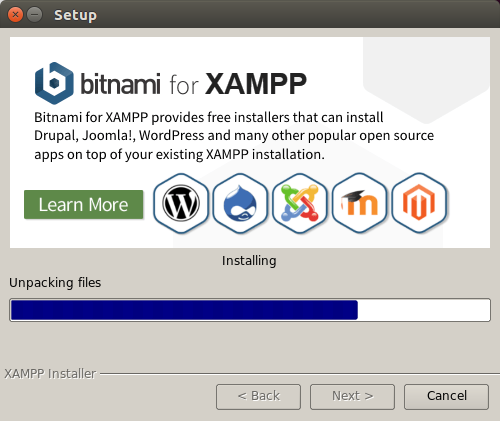 Setup
bitnami for XAMPP
Bitnami for XAMPP provides free installers that can install
Drupal, Joomla!, WordPress and many other popular open source
apps on top of your existing XAMPP installation.
Learn More
Installing
Unpacking files
XAMPP Installer
< Back
Next >
Cancel